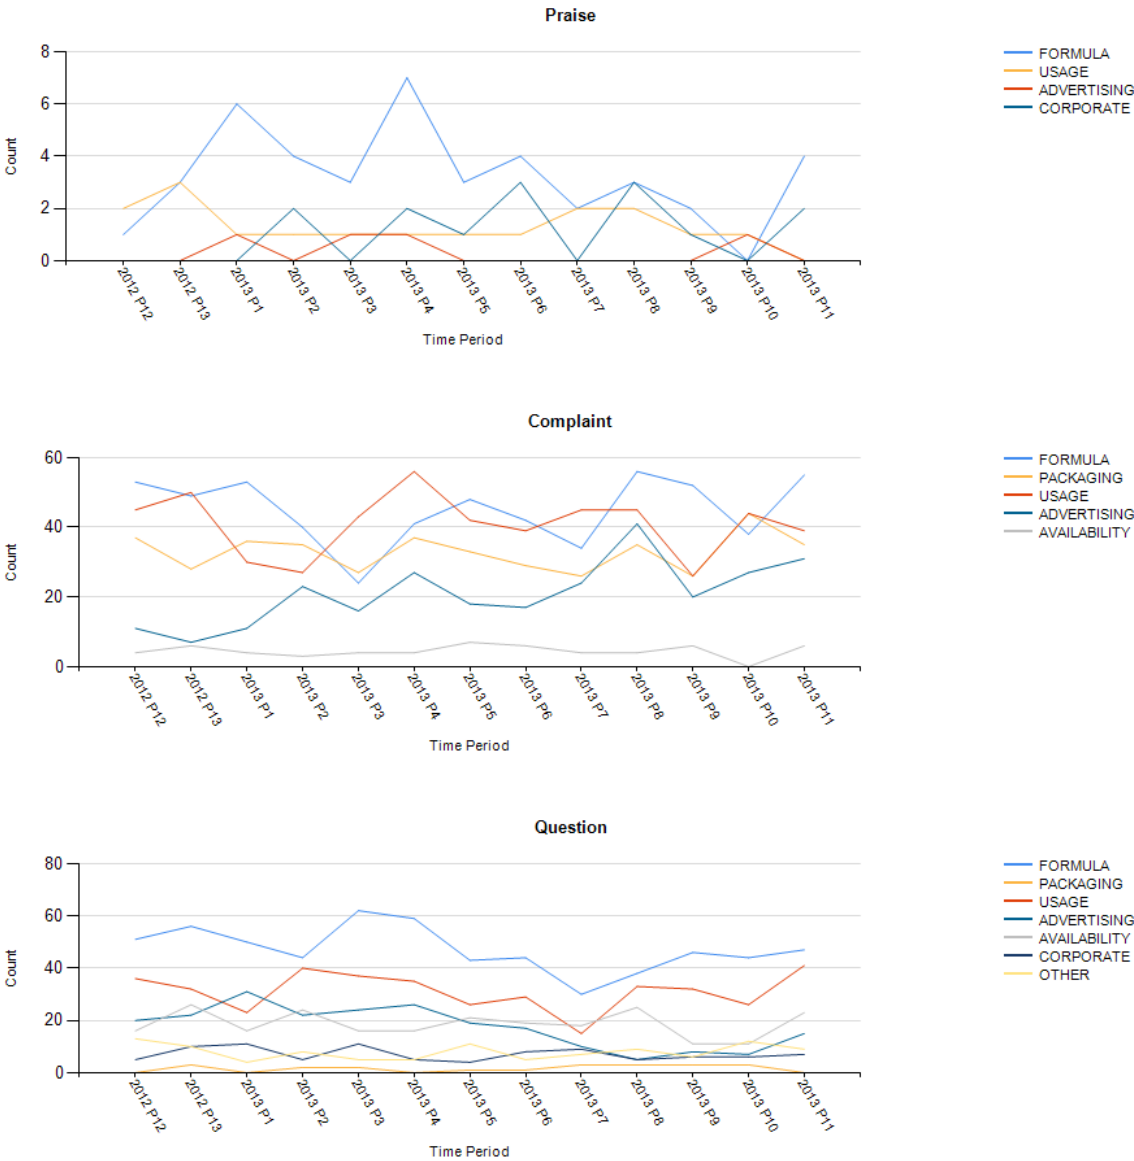 Praise
8
6
4
2
0
Count
2012 P12
2012 P13
2013 P1
2013 P2
2013 P3
2013 P4
2013 P5
2013 P6
2013 P7
2013 P8
2013 P9
2013 P10
2013 P11
Time Period
FORMULA
USAGE
ADVERTISING
CORPORATE
Complaint
60
40
20
0
Count
2012 P12
2012 P13
2013 P1
2013 P2
2013 P3
2013 P4
2013 P5
2013 P6
2013 P7
2013 P8
2013 P9
2013 P10
2013 P11
Time Period
FORMULA
PACKAGING
USAGE
ADVERTISING
AVAILABILITY
Question
80
60
40
20
0
Count
2012 P12
2012 P13
2013 P1
2013 P2
2013 P3
2013 P4
2013 P5
2013 P6
2013 P7
2013 P8
2013 P9
2013 P10
2013 P11
Time Period
FORMULA
PACKAGING
USAGE
ADVERTISING
AVAILABILITY
CORPORATE
OTHER